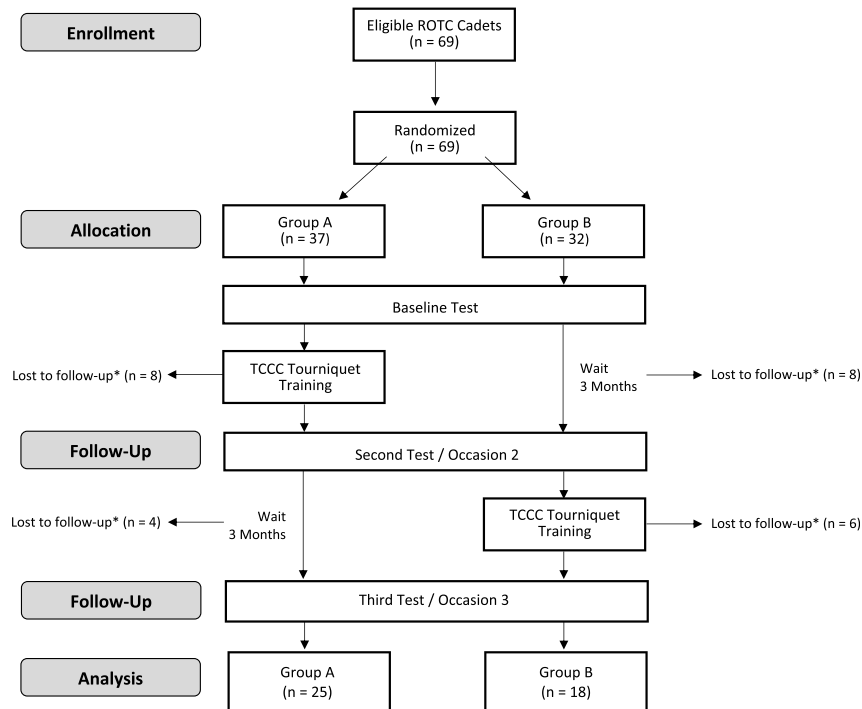 Enrollment
Eligible ROTC Cadets
(n = 69)
Randomized
(n = 69)
Allocation
Group A
(n = 37)
Group B
(n = 32)
Baseline Test
Lost to follow-up* (n = 8)
TCCC Tourniquet
Training
Wait
3 Months
Lost to follow-up* (n = 8)
Follow-Up
Second Test / Occasion 2
Lost to follow-up* (n = 4)
Wait
3 Months
TCCC Tourniquet
Training
Lost to follow-up* (n = 6)
Follow-Up
Third Test / Occasion 3
Analysis
Group A
(n = 25)
Group B
(n = 18)